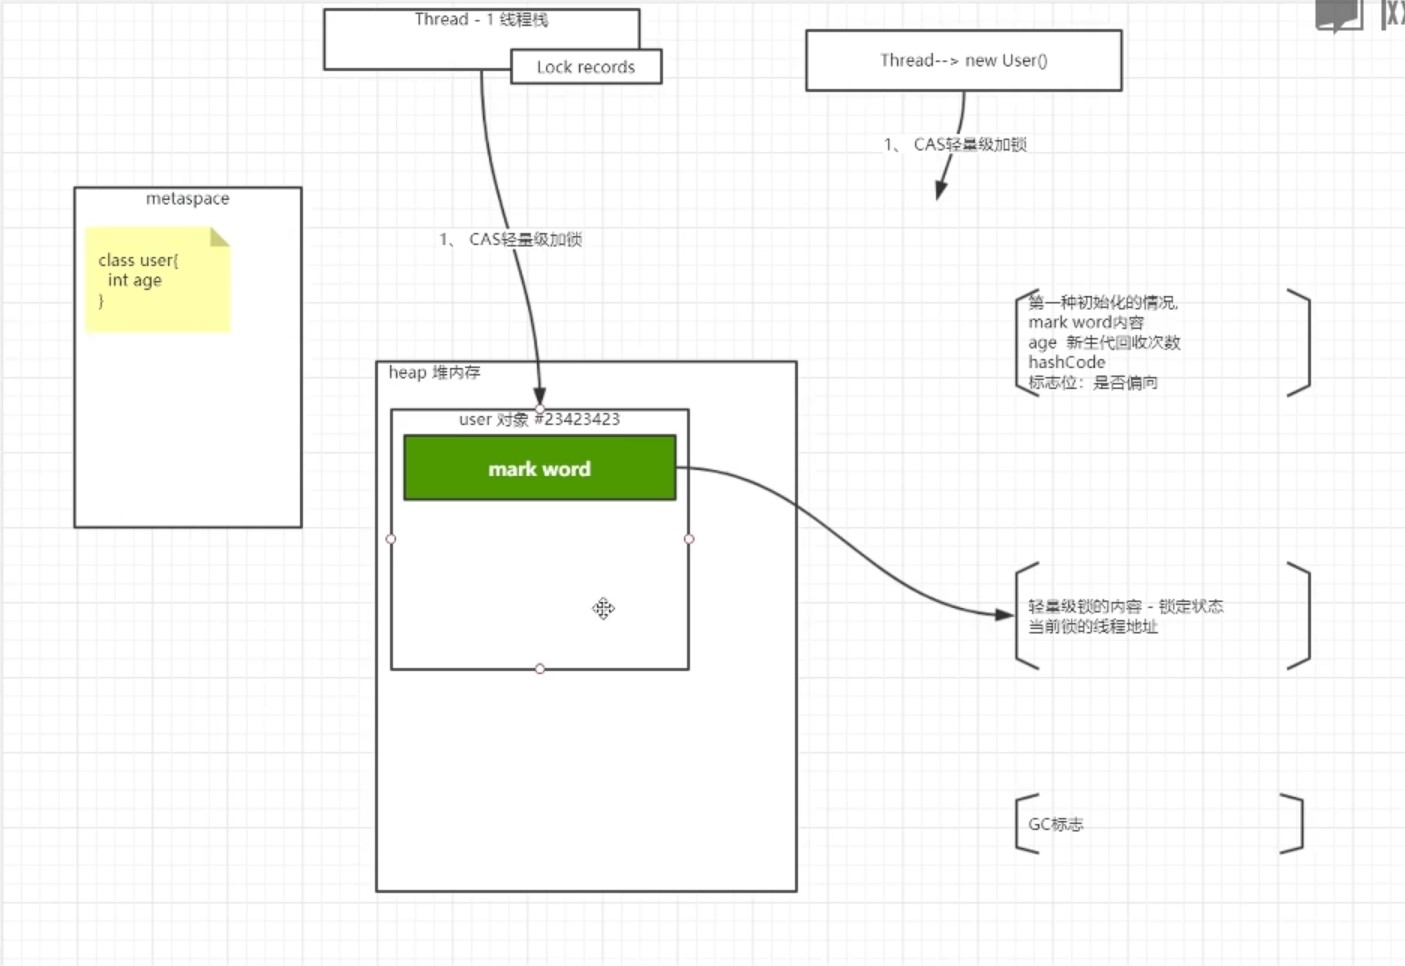 Thread - 1 线程栈
Lock records
Thread--> new User()
1、 CAS轻量级加锁
metaspace
class user{
int age
}
1、 CAS轻量级加锁
第一种初始化的情况,
mark word内容
age 新生代回收次数
hashCode
标志位：是否偏向
heap 堆内存
user 对象 #23423423
mark word
轻量级锁的内容 - 锁定状态
当前锁的线程地址
GC标志